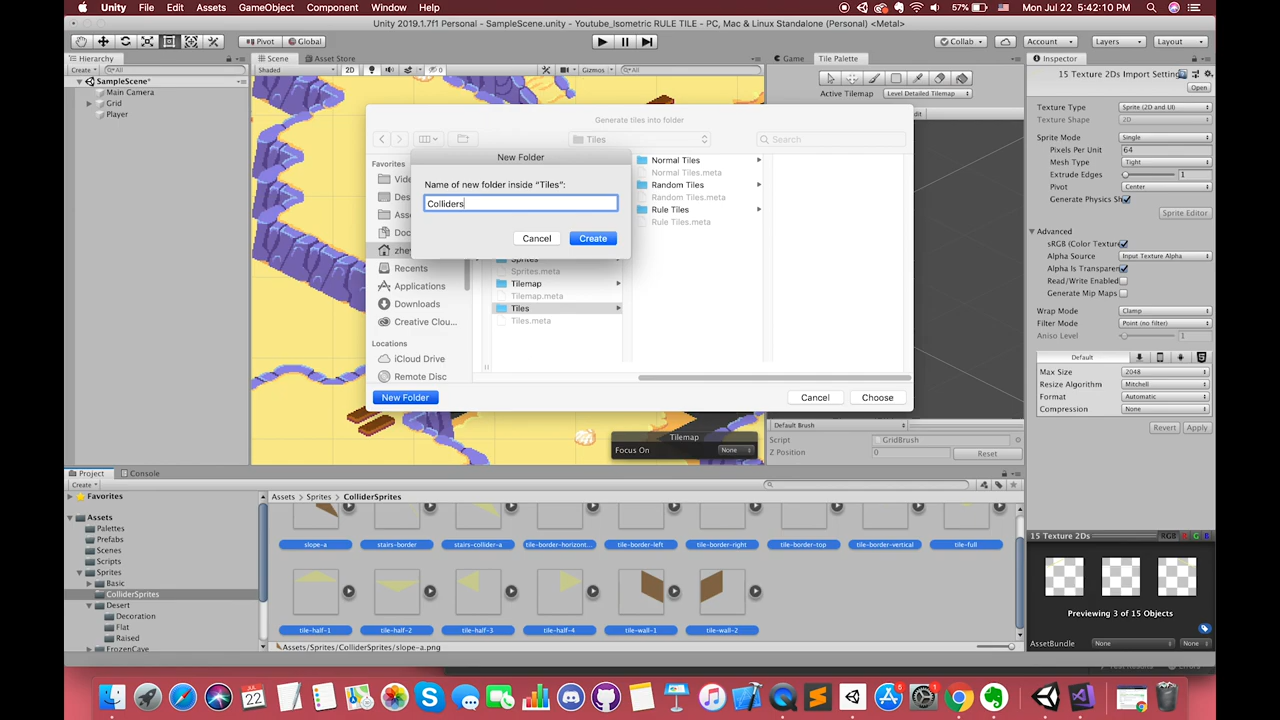 Unity File Edit Assets GameObject Component Window Help 57% Mon Jul 22 5:42:10 PM
Unity 2019.1.7f1 Personal - SampleScene.unity - Youtube_Isometric RULE TILE - PC, Mac & Linux Standalone (Personal) <Metal>
Pivot Global Collab Account Layers Layout
Hierarchy Scene Asset Store Game Tile Palette Inspector
Create All Shaded 2D 0 Gizmos All
SampleScene*
Main Camera
Grid
Player
Active Tilemap Level Detailed Tilemap
Edit
15 Texture 2Ds Import Setting
Open
Texture Type Sprite (2D and UI)
Texture Shape 2D
Sprite Mode Single
Pixels Per Unit 64
Mesh Type Tight
Extrude Edges 1
Pivot Center
Generate Physics Sh
Sprite Editor
Advanced
sRGB (Color Texture
Alpha Source Input Texture Alpha
Alpha Is Transparen
Read/Write Enabled
Generate Mip Maps
Wrap Mode Clamp
Filter Mode Point (no filter)
Aniso Level 1
Default
Max Size 2048
Resize Algorithm Mitchell
Format Automatic
Compression None
Revert Apply
Generate tiles into folder
Tiles Search
New Folder
Name of new folder inside “Tiles”:
Colliders
Cancel Create
Favorites
Recents
Applications
Downloads
Creative Clou...
Locations
iCloud Drive
Remote Disc
Sprites
Sprites.meta
Tilemap
Tilemap.meta
Tiles
Tiles.meta
Normal Tiles
Normal Tiles.meta
Random Tiles
Random Tiles.meta
Rule Tiles
Rule Tiles.meta
New Folder Cancel Choose
Tilemap
Focus On None
Default Brush
Script GridBrush
Z Position 0 Reset
Project Console
Create
Favorites
Assets
Palettes
Prefabs
Scenes
Scripts
Sprites
Basic
ColliderSprites
Desert
Decoration
Flat
Raised
FrozenCave
Assets Sprites ColliderSprites
slope-a stairs-border stairs-collider-a tile-border-horizont... tile-border-left tile-border-right tile-border-top tile-border-vertical tile-full
tile-half-1 tile-half-2 tile-half-3 tile-half-4 tile-wall-1 tile-wall-2
Assets/Sprites/ColliderSprites/slope-a.png
15 Texture 2Ds RGB R G B
Previewing 3 of 15 Objects
AssetBundle None None
22